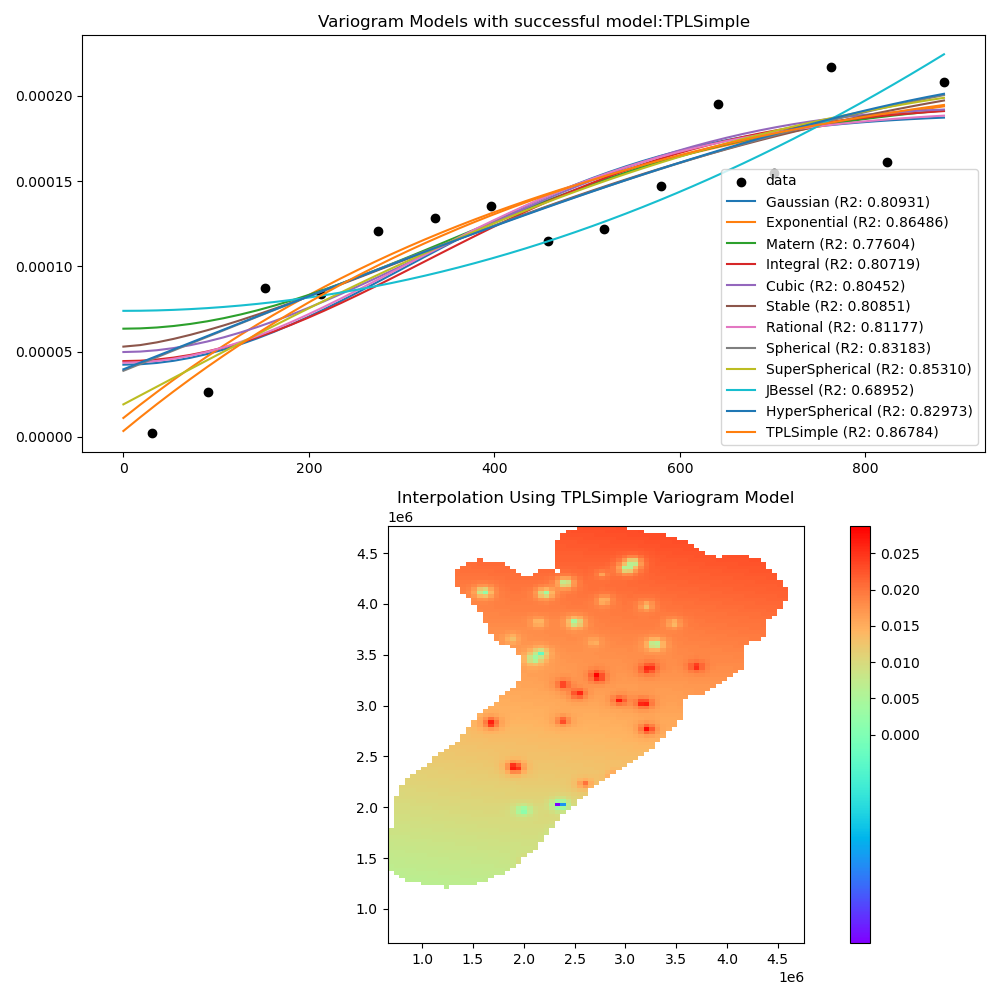 Variogram Models with successful model:TPLSimple
0.00020
0.00015
0.00010
0.00005
0.00000
data
Gaussian (R2: 0.80931)
Exponential (R2: 0.86486)
Matern (R2: 0.77604)
Integral (R2: 0.80719)
Cubic (R2: 0.80452)
Stable (R2: 0.80851)
Rational (R2: 0.81177)
Spherical (R2: 0.83183)
SuperSpherical (R2: 0.85310)
JBessel (R2: 0.68952)
HyperSpherical (R2: 0.82973)
TPLSimple (R2: 0.86784)
0 200 400 600 800
Interpolation Using TPLSimple Variogram Model
1e6
4.5
4.0
3.5
3.0
2.5
2.0
1.5
1.0
1.0 1.5 2.0 2.5 3.0 3.5 4.0 4.5
1e6
0.025
0.020
0.015
0.010
0.005
0.000